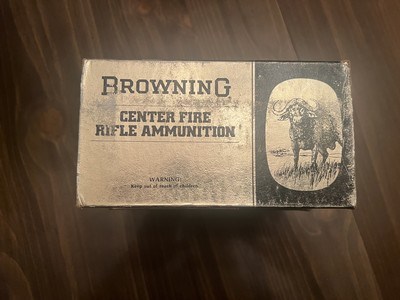 BROWNING
CENTER FIRE
RIFLE AMMUNITION
WARNING:
Keep out of reach of children.